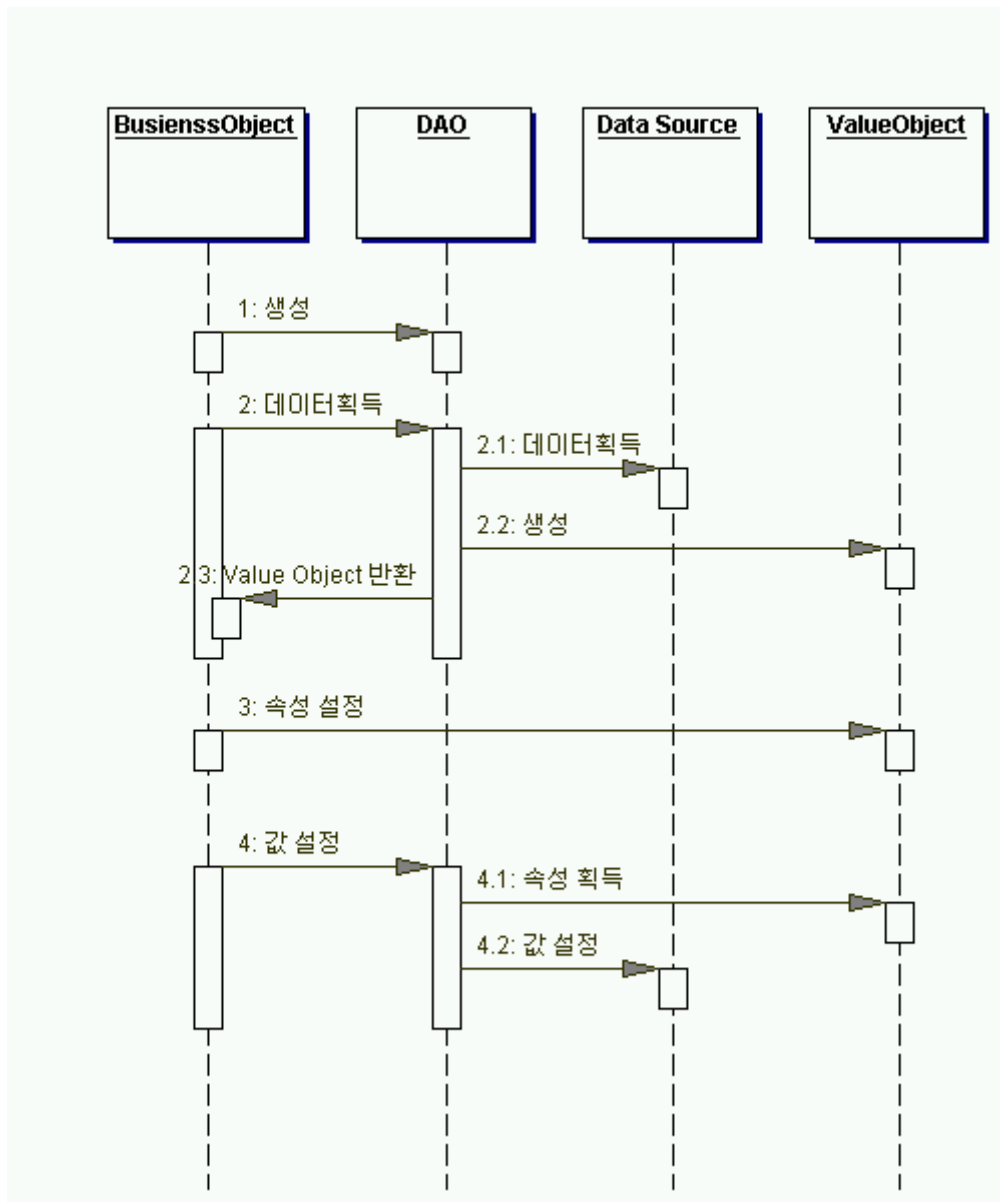 BusienssObject
DAO
Data Source
ValueObject
1: 생성
2: 데이터획득
2.1: 데이터획득
2.2: 생성
2.3: Value Object 반환
3: 속성 설정
4: 값 설정
4.1: 속성 획득
4.2: 값 설정